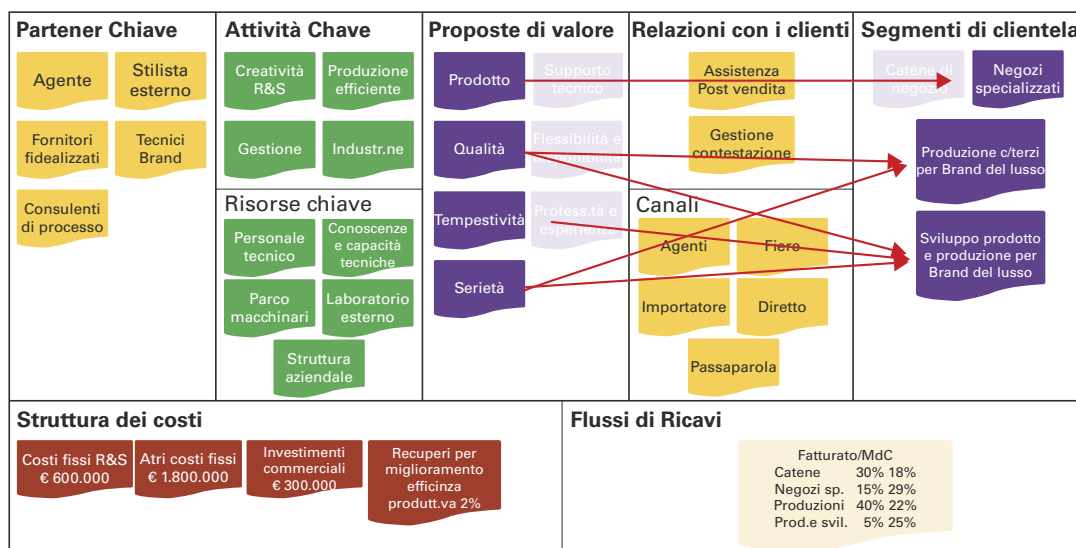 Partener Chiave
Agente
Stilista
esterno
Fornitori
fidealizzati
Tecnici
Brand
Consulenti
di processo
Attività Chave
Creatività
R&S
Produzione
efficiente
Gestione
Industr.ne
Risorse chiave
Personale
tecnico
Conoscenze
e capacità
tecniche
Parco
macchinari
Laboratorio
esterno
Struttura
aziendale
Proposte di valore
Prodotto
Supporto
tecnico
Qualità
Flessibilità e
Tempestività
Profess.tà e
esperienza
Serietà
Relazioni con i clienti
Assistenza
Post vendita
Gestione
contestazione
Canali
Agenti
Fiere
Importatore
Diretto
Passaparola
Segmenti di clientela
Catene di
negozio
Negozi
specializzati
Produzione c/terzi
per Brand del lusso
Sviluppo prodotto
e produzione per
Brand del lusso
Struttura dei costi
Costi fissi R&S
€ 600.000
Atri costi fissi
€ 1.800.000
Investimenti
commerciali
€ 300.000
Recuperi per
miglioramento
efficinza
produtt.va 2%
Flussi di Ricavi
Fatturato/MdC
Catene 30% 18%
Negozi sp. 15% 29%
Produzioni 40% 22%
Prod.e svil. 5% 25%